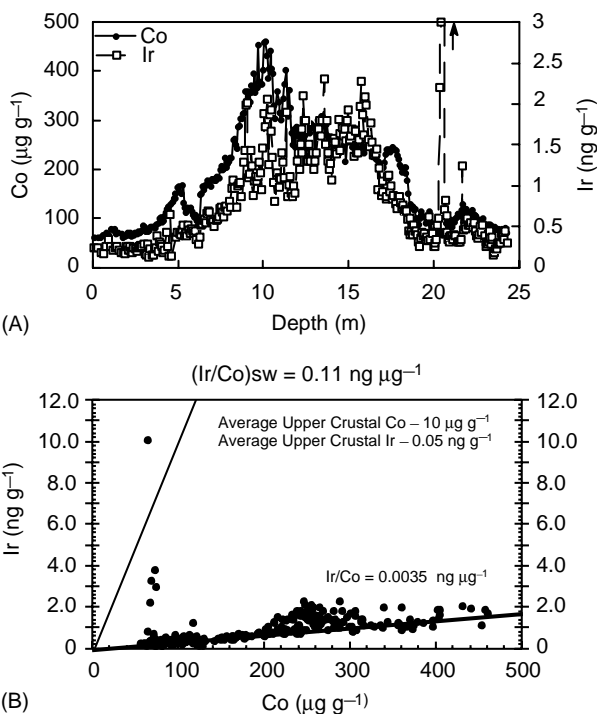 500
400
300
200
100
0
Co (μg g⁻¹)
Co
Ir
3
2.5
2
1.5
1
0.5
0
Ir (ng g⁻¹)
0 5 10 15 20 25
Depth (m)
(A)
(Ir/Co)sw = 0.11 ng μg⁻¹
12.0
10.0
8.0
6.0
4.0
2.0
0
Ir (ng g⁻¹)
Average Upper Crustal Co – 10 μg g⁻¹
Average Upper Crustal Ir – 0.05 ng g⁻¹
Ir/Co = 0.0035 ng μg⁻¹
12.0
10.0
8.0
6.0
4.0
2.0
0
0 100 200 300 400 500
Co (μg g⁻¹)
(B)